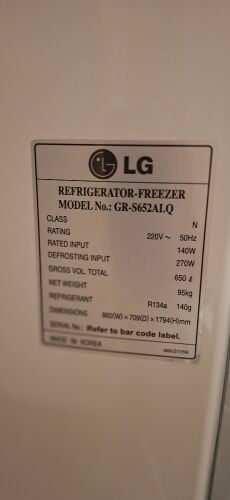 LG
REFRIGERATOR-FREEZER
MODEL No.: GR-S652ALQ
CLASS N
RATING 220V~ 50Hz
RATED INPUT 140W
DEFROSTING INPUT 270W
GROSS VOL. TOTAL 650 ℓ
NET WEIGHT 95kg
REFRIGERANT R134a 140g
DIMENSIONS 860(W)×709(D)×1794(H)mm
SERIAL No.: Refer to bar code label.
MADE IN KOREA